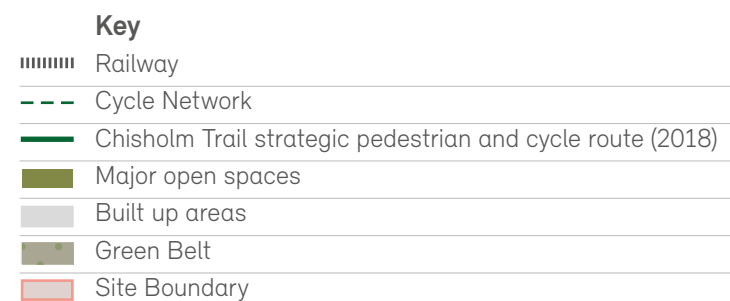 Key
Railway
Cycle Network
Chisholm Trail strategic pedestrian and cycle route (2018)
Major open spaces
Built up areas
Green Belt
Site Boundary